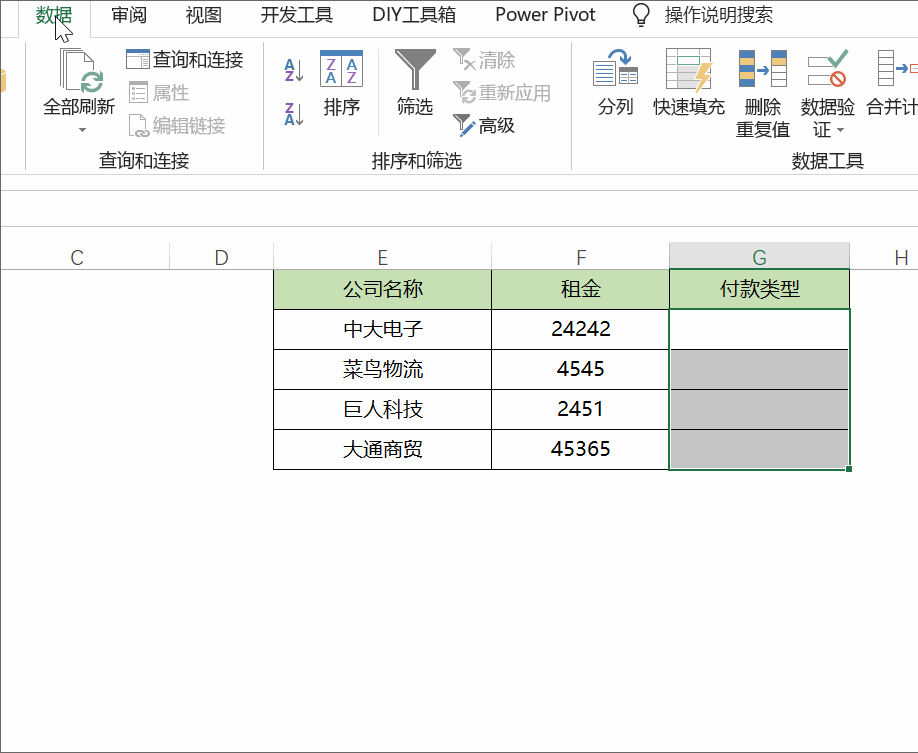 数据 审阅 视图 开发工具 DIY工具箱 Power Pivot 操作说明搜索
全部刷新
查询和连接
属性
编辑链接
查询和连接
排序
筛选
清除
重新应用
高级
排序和筛选
分列
快速填充
删除
重复值
数据验
证
合并计
数据工具
C D E F G H
公司名称 租金 付款类型
中大电子 24242
菜鸟物流 4545
巨人科技 2451
大通商贸 45365